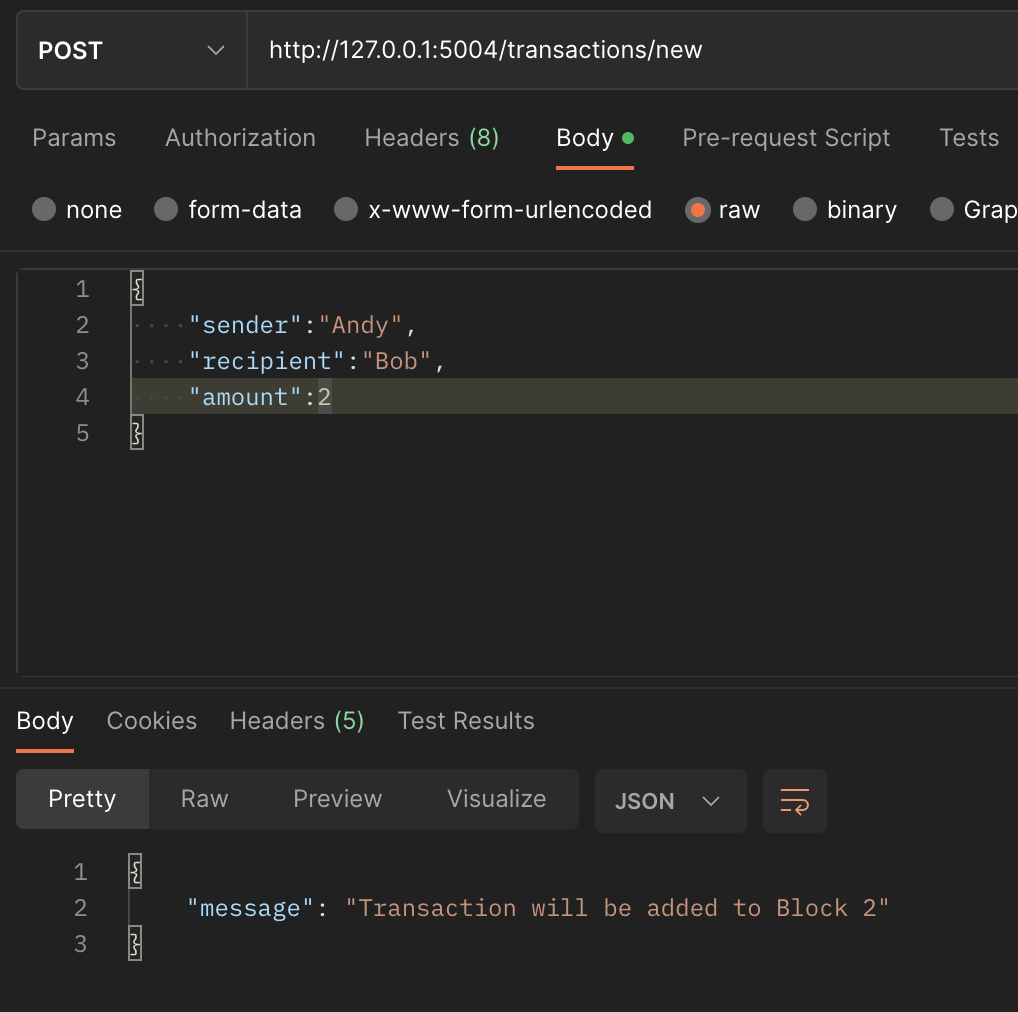 POST http://127.0.0.1:5004/transactions/new
Params Authorization Headers (8) Body Pre-request Script Tests
none form-data x-www-form-urlencoded raw binary Grap
1 {
2 "sender":"Andy",
3 "recipient":"Bob",
4 "amount":2
5 }
Body Cookies Headers (5) Test Results
Pretty Raw Preview Visualize JSON
1 {
2 "message": "Transaction will be added to Block 2"
3 }